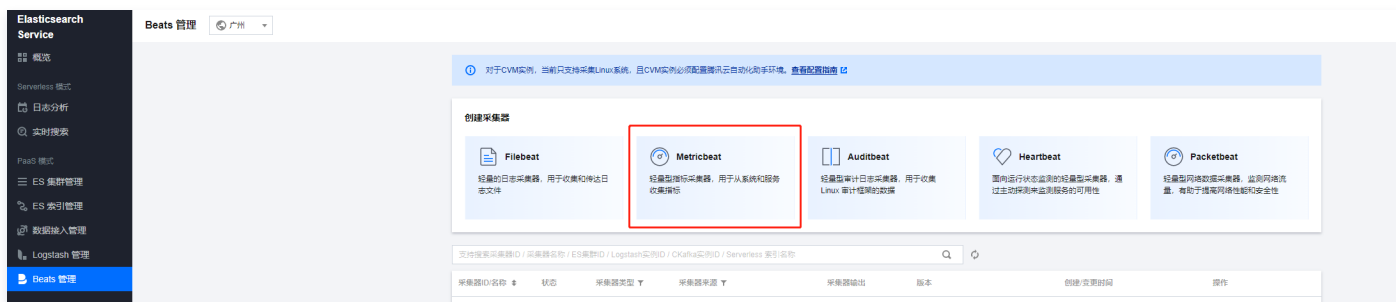 Elasticsearch
Service
Beats 管理
广州
概览
Serverless 模式
日志分析
实时搜索
PaaS 模式
ES 集群管理
ES 索引管理
数据接入管理
Logstash 管理
Beats 管理
对于CVM实例，当前只支持采集Linux系统，且CVM实例必须配置腾讯云自动化助手环境。查看配置指南
创建采集器
Filebeat
轻量的日志采集器，用于收集和传达日
志文件
Metricbeat
轻量型指标采集器，用于从系统和服务
收集指标
Auditbeat
轻量型审计日志采集器，用于收集
Linux 审计框架的数据
Heartbeat
面向运行状态监测的轻量型采集器，通
过主动探测来监测服务的可用性
Packetbeat
轻量型网络数据采集器，监测网络流
量，有助于提高网络性能和安全性
支持搜索采集器ID / 采集器名称 / ES集群ID / Logstash实例ID / CKafka实例ID / Serverless 索引名称
采集器ID/名称 状态 采集器类型 采集器来源 采集器输出 版本 创建/变更时间 操作